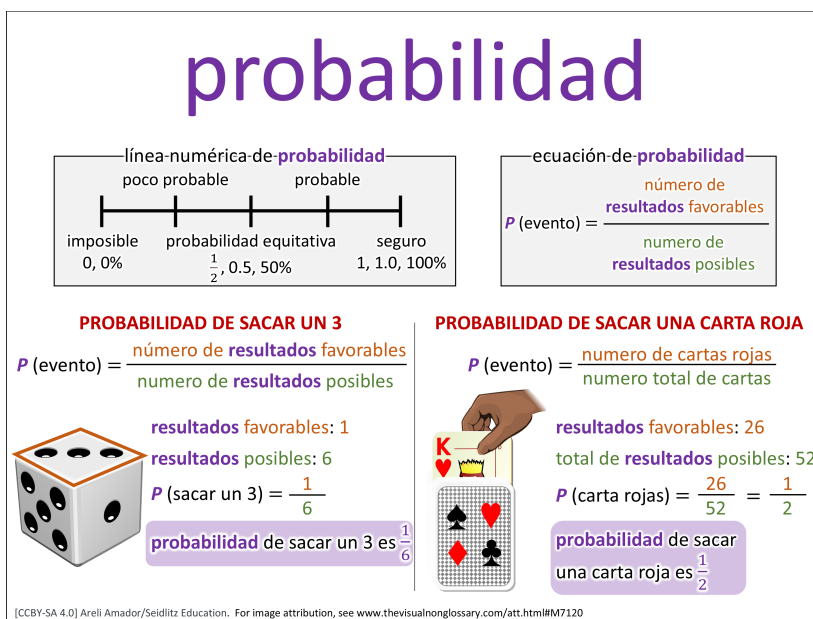 probabilidad
línea numérica de probabilidad
poco probable probable
imposible probabilidad equitativa seguro
0, 0% 1/2, 0.5, 50% 1, 1.0, 100%
ecuación de probabilidad
P (evento) = número de resultados favorables / numero de resultados posibles
PROBABILIDAD DE SACAR UN 3
P (evento) = número de resultados favorables / numero de resultados posibles
resultados favorables: 1
resultados posibles: 6
P (sacar un 3) = 1/6
probabilidad de sacar un 3 es 1/6
PROBABILIDAD DE SACAR UNA CARTA ROJA
P (evento) = numero de cartas rojas / numero total de cartas
K
resultados favorables: 26
total de resultados posibles: 52
P (carta rojas) = 26/52 = 1/2
probabilidad de sacar
una carta roja es 1/2
[CCBY-SA 4.0] Areli Amador/Seidlitz Education. For image attribution, see www.thevisualnonglossary.com/att.html#M7120